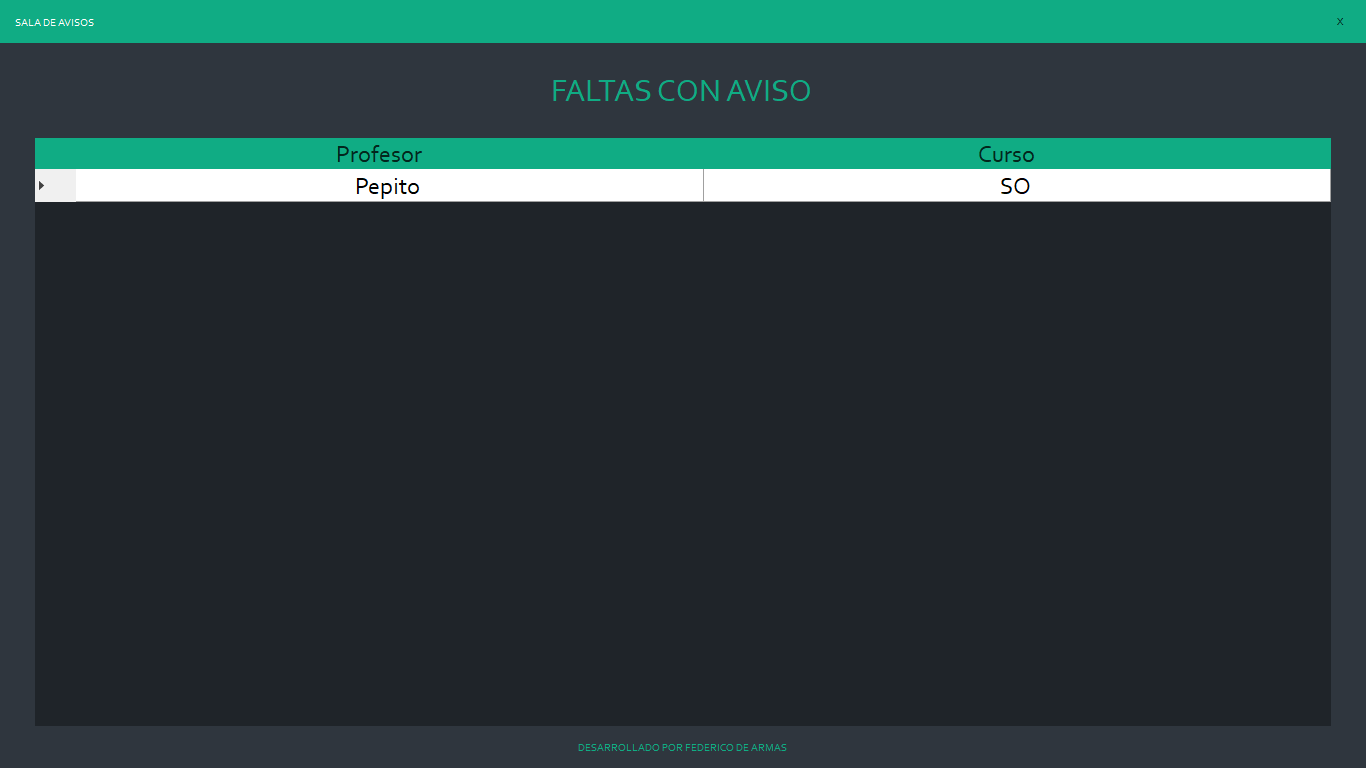 SALA DE AVISOS
X
FALTAS CON AVISO
Profesor Curso
Pepito SO
DESARROLLADO POR FEDERICO DE ARMAS